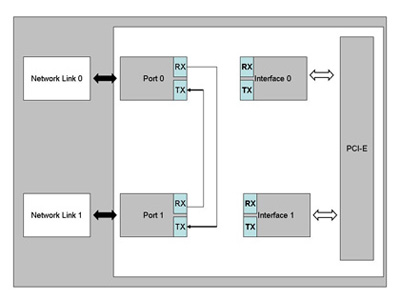 Network Link 0
Port 0
RX
TX
RX
TX
Interface 0
PCI-E
Network Link 1
Port 1
RX
TX
RX
TX
Interface 1